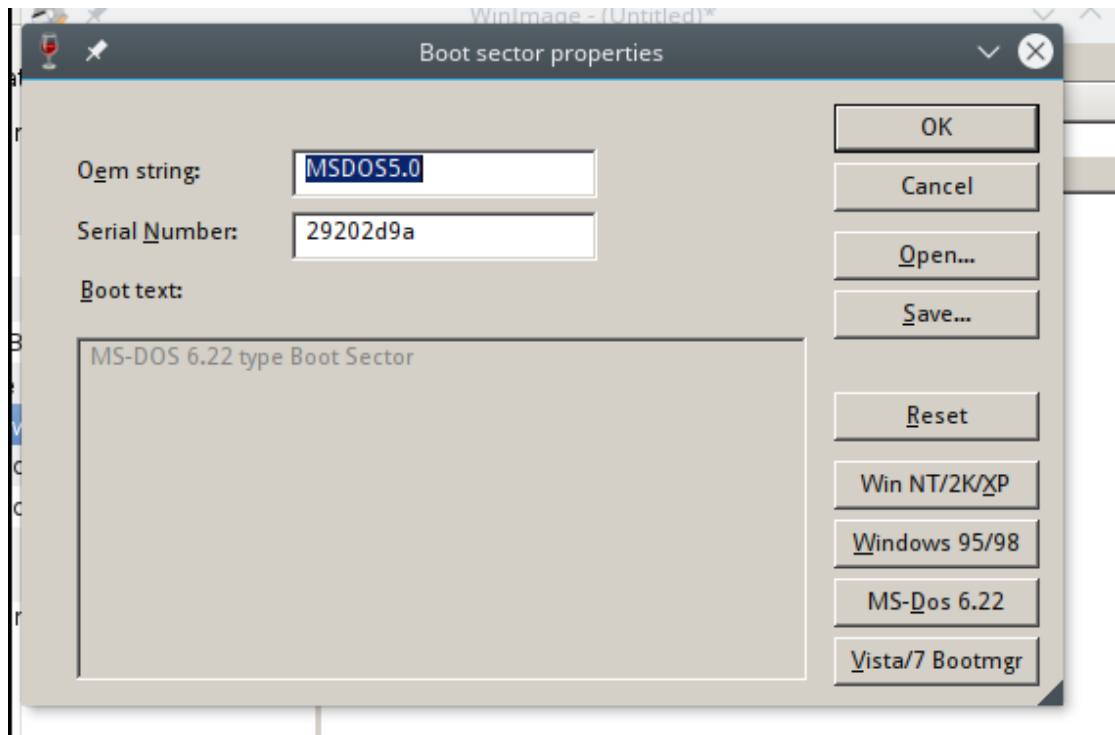 WinImage - (Untitled)*
Boot sector properties
Oem string:
MSDOS5.0
Serial Number:
29202d9a
Boot text:
MS-DOS 6.22 type Boot Sector
OK
Cancel
Open...
Save...
Reset
Win NT/2K/XP
Windows 95/98
MS-Dos 6.22
Vista/7 Bootmgr